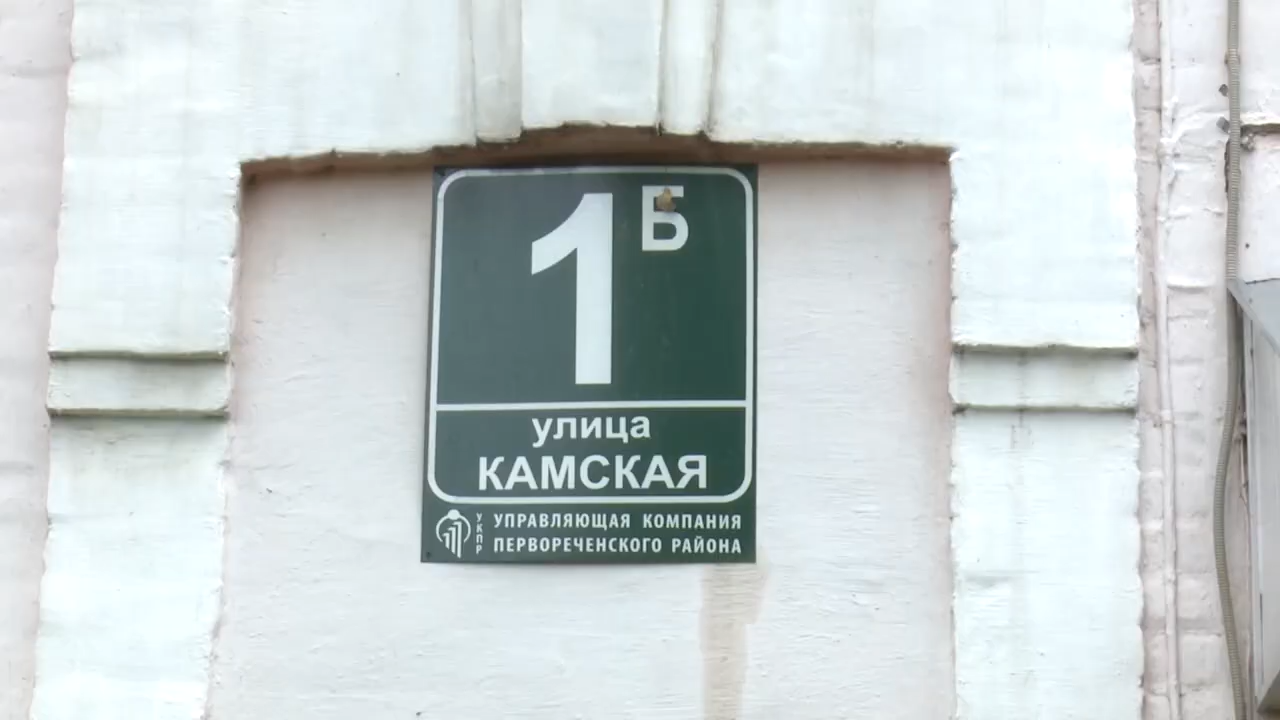 1Б
улица
КАМСКАЯ
УКПР
УПРАВЛЯЮЩАЯ КОМПАНИЯ
ПЕРВОРЕЧЕНСКОГО РАЙОНА